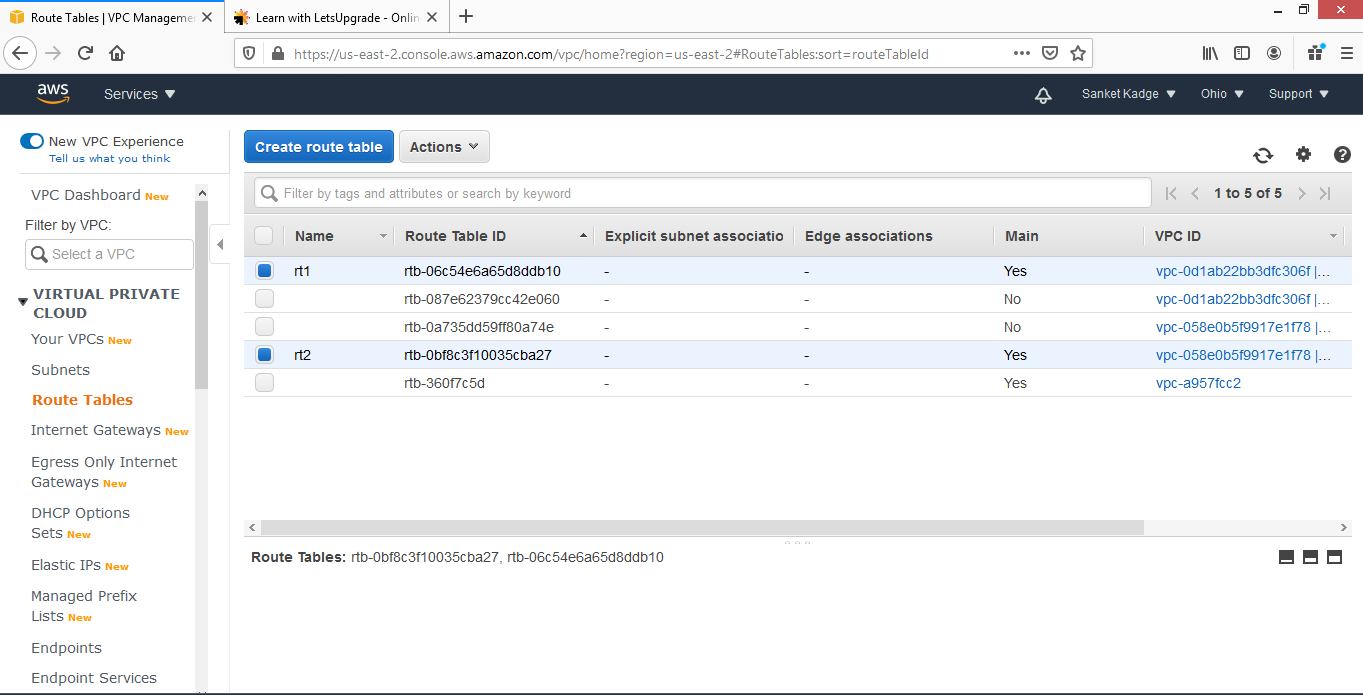 Route Tables | VPC Manageme
Learn with LetsUpgrade - Onlin
https://us-east-2.console.aws.amazon.com/vpc/home?region=us-east-2#RouteTables:sort=routeTableId
aws Services Sanket Kadge Ohio Support
New VPC Experience
Tell us what you think
VPC Dashboard New
Filter by VPC:
Select a VPC
VIRTUAL PRIVATE
CLOUD
Your VPCs New
Subnets
Route Tables
Internet Gateways New
Egress Only Internet
Gateways New
DHCP Options
Sets New
Elastic IPs New
Managed Prefix
Lists New
Endpoints
Endpoint Services
Create route table Actions
Filter by tags and attributes or search by keyword
1 to 5 of 5
Name Route Table ID Explicit subnet associatio Edge associations Main VPC ID
rt1 rtb-06c54e6a65d8ddb10 - - Yes vpc-0d1ab22bb3dfc306f |...
rtb-087e62379cc42e060 - - No vpc-0d1ab22bb3dfc306f |...
rtb-0a735dd59ff80a74e - - No vpc-058e0b5f9917e1f78 |...
rt2 rtb-0bf8c3f10035cba27 - - Yes vpc-058e0b5f9917e1f78 |...
rtb-360f7c5d - - Yes vpc-a957fcc2
Route Tables: rtb-0bf8c3f10035cba27, rtb-06c54e6a65d8ddb10